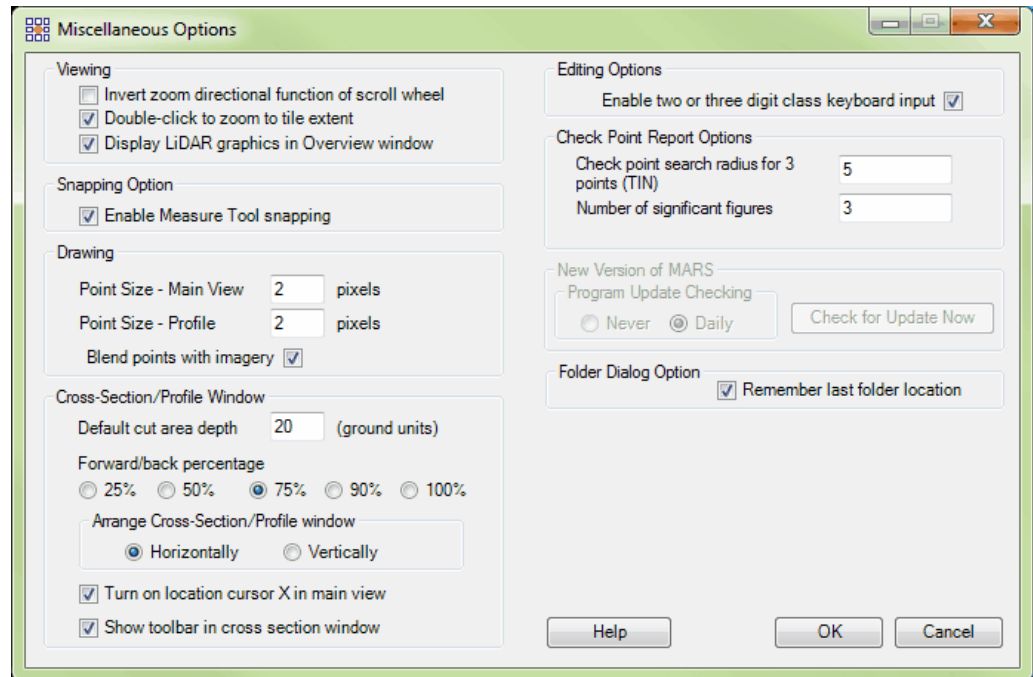 Miscellaneous Options
Viewing
Invert zoom directional function of scroll wheel
Double-click to zoom to tile extent
Display LiDAR graphics in Overview window
Snapping Option
Enable Measure Tool snapping
Drawing
Point Size - Main View 2 pixels
Point Size - Profile 2 pixels
Blend points with imagery
Cross-Section/Profile Window
Default cut area depth 20 (ground units)
Forward/back percentage
25% 50% 75% 90% 100%
Arrange Cross-Section/Profile window
Horizontally Vertically
Turn on location cursor X in main view
Show toolbar in cross section window
Editing Options
Enable two or three digit class keyboard input
Check Point Report Options
Check point search radius for 3
points (TIN) 5
Number of significant figures 3
New Version of MARS
Program Update Checking
Never Daily Check for Update Now
Folder Dialog Option
Remember last folder location
Help OK Cancel